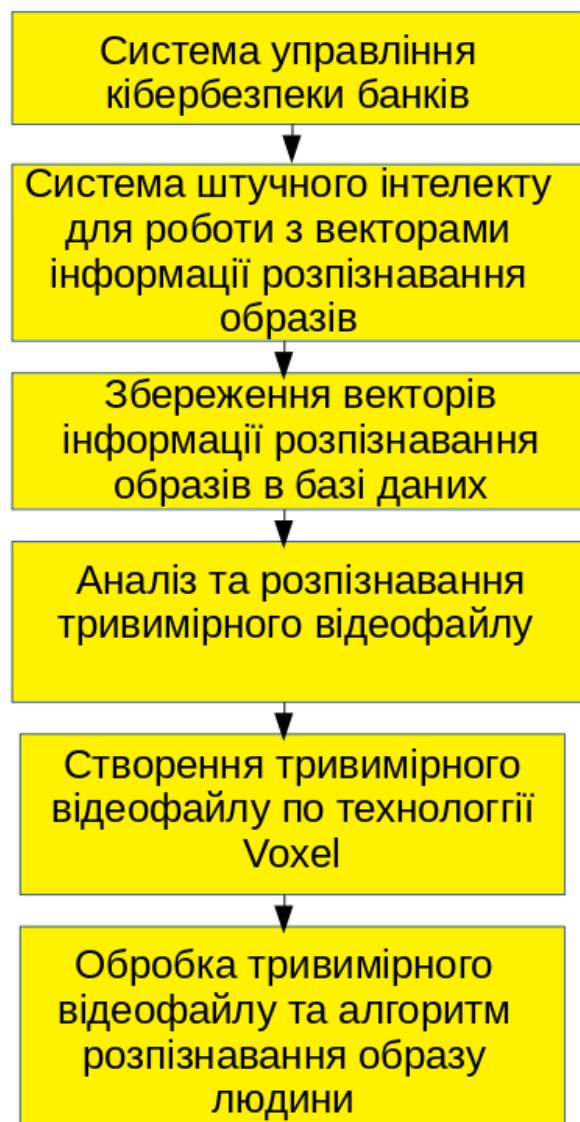 Система управління
кібербезпеки банків
Система штучного інтелекту
для роботи з векторами
інформації розпізнавання
образів
Збереження векторів
інформації розпізнавання
образів в базі даних
Аналіз та розпізнавання
тривимірного відеофайлу
Створення тривимірного
відеофайлу по технологгії
Voxel
Обробка тривимірного
відеофайлу та алгоритм
розпізнавання образу
людини